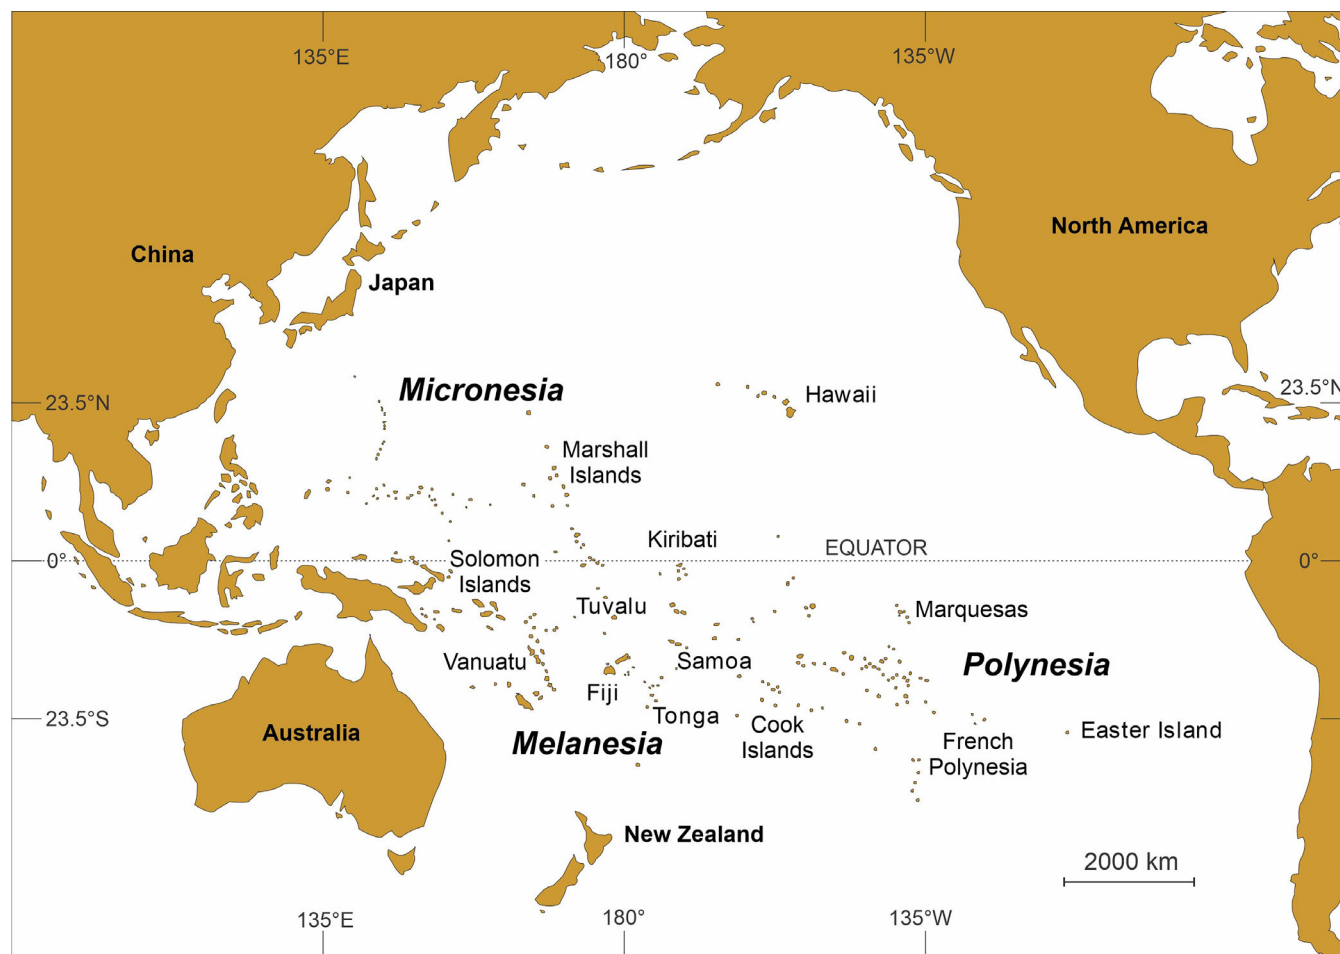 135°E
180°
135°W
North America
China
Japan
Micronesia
Hawaii
23.5°N
23.5°N
Marshall
Islands
Kiribati
EQUATOR
Solomon
Islands
0°
0°
Tuvalu
Marquesas
Vanuatu
Samoa
Polynesia
Fiji
Tonga
23.5°S
Cook
Islands
Australia
Melanesia
Easter Island
French
Polynesia
New Zealand
2000 km
135°E
180°
135°W